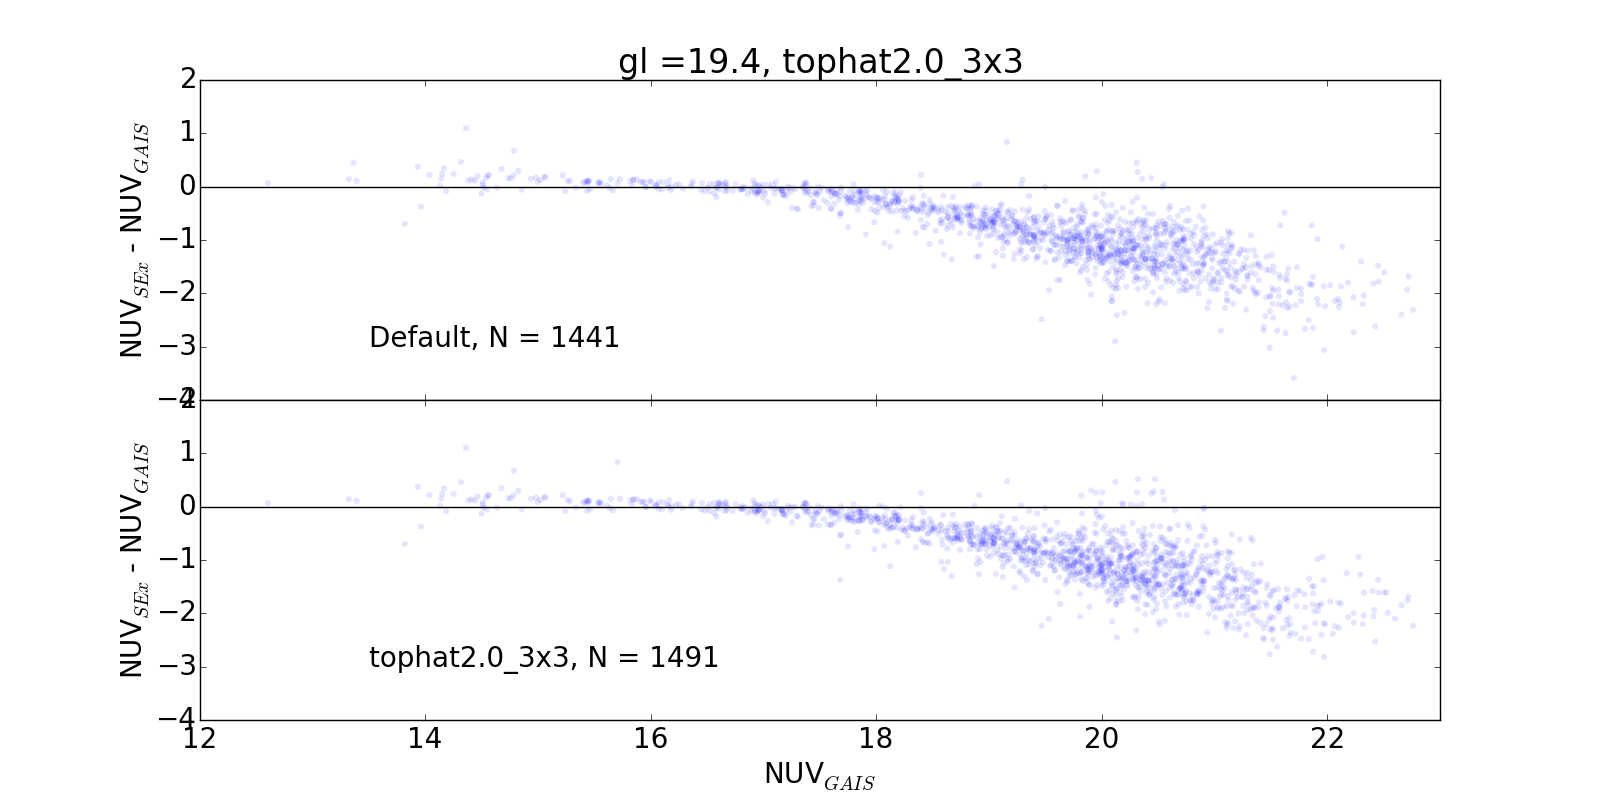 gl =19.4, tophat2.0_3x3
2
1
0
−1
−2
−3
−4
NUV_SEx - NUV_GAIS
Default, N = 1441
2
1
0
−1
−2
−3
−4
NUV_SEx - NUV_GAIS
tophat2.0_3x3, N = 1491
12 14 16 18 20 22
NUV_GAIS